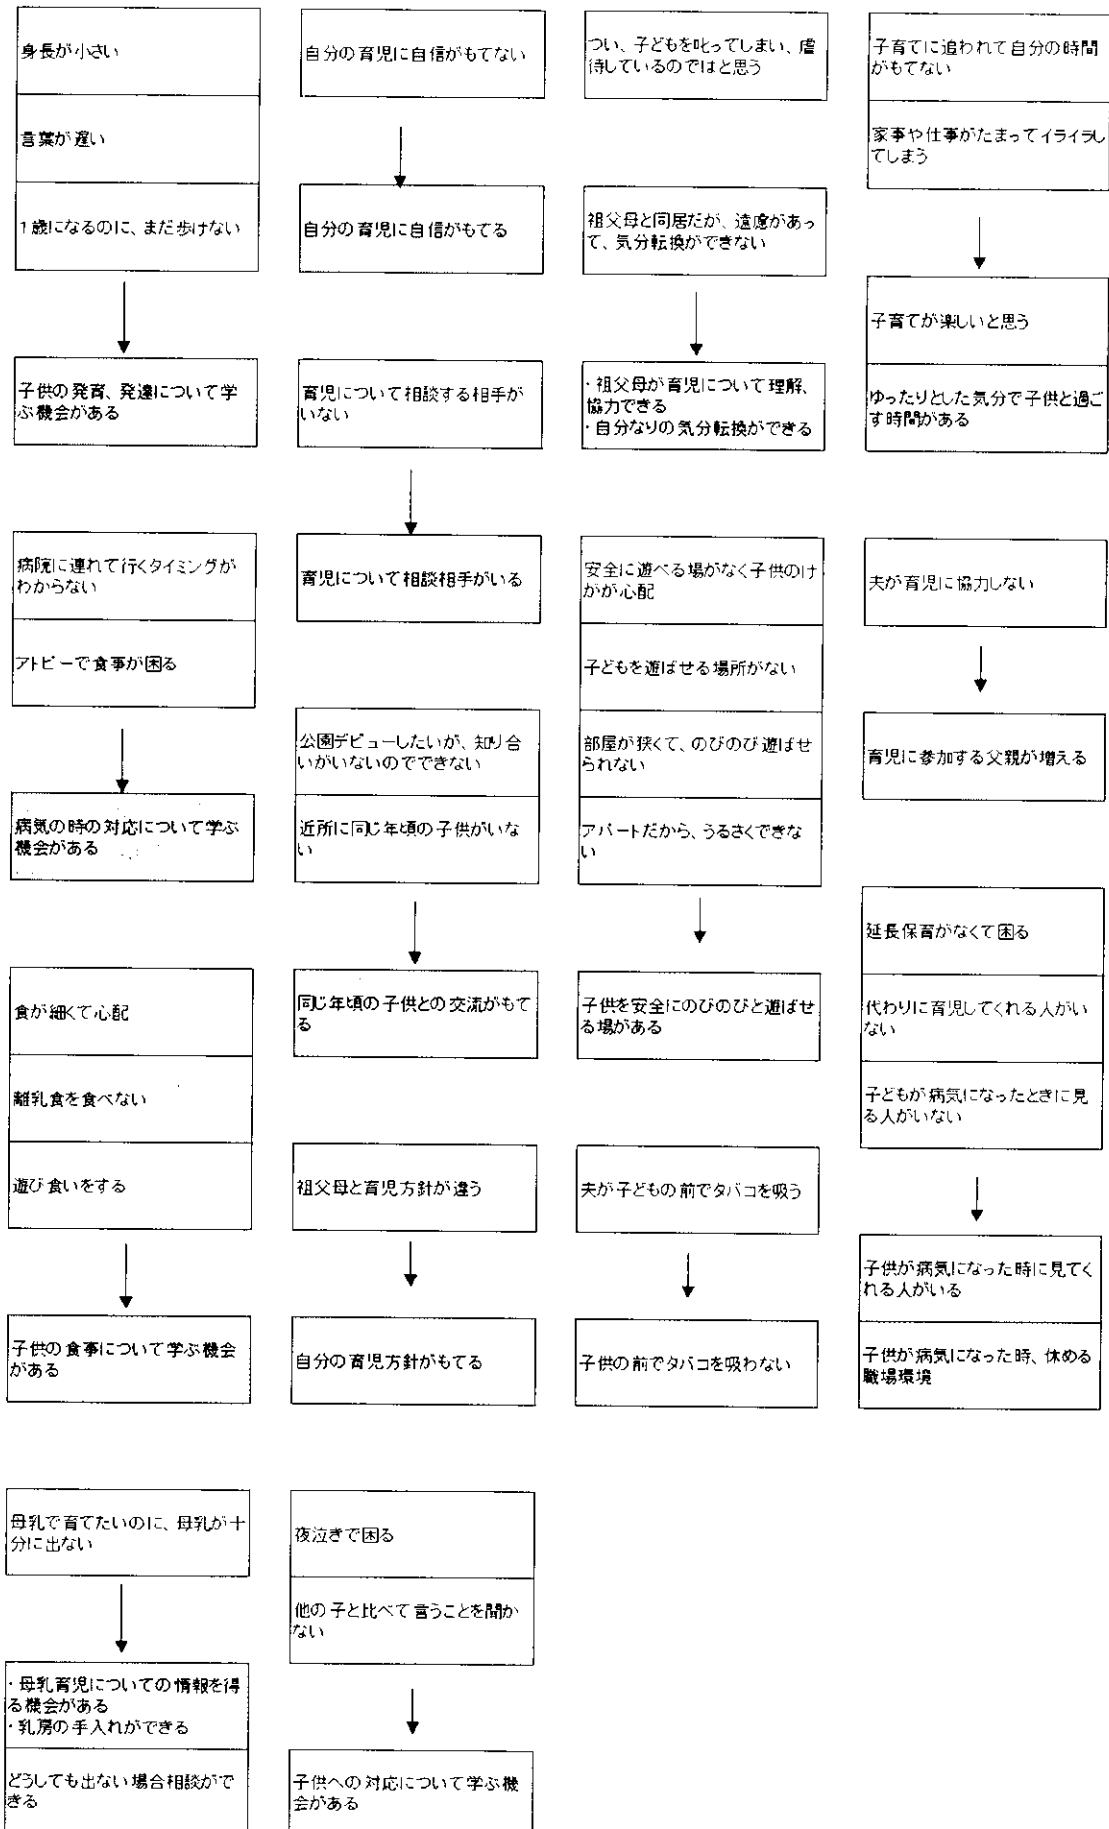 身長が小さい
言葉が遅い
1歳になるのに、まだ歩けない
子供の発育、発達について学
ぶ機会がある
病院に連れて行くタイミングが
わからない
アトピーで食事が困る
病気の時の対応について学ぶ
機会がある
食が細くて心配
離乳食を食べない
遊び食いをする
子供の食事について学ぶ機会
がある
母乳で育てたいのに、母乳が十
分に出ない
・母乳育児についての情報を得
る機会がある
・乳房の手入れができる
どうしても出ない場合相談がで
きる
自分の育児に自信がもてない
自分の育児に自信がもてる
育児について相談する相手が
いない
育児について相談相手がいる
公園デビューしたいが、知り合
いがいないのでできない
近所に同じ年頃の子供がいな
い
同じ年頃の子供との交流がもて
る
祖父母と育児方針が違う
自分の育児方針がもてる
夜泣きで困る
他の子と比べて言うことを聞か
ない
子供への対応について学ぶ機
会がある
つい、子どもを叱ってしまい、虐
待しているのではと思う
祖父母と同居だが、遠慮があっ
て、気分転換ができない
・祖父母が育児について理解、
協力できる
・自分なりの気分転換ができる
安全に遊べる場がなく子供のけ
がが心配
子どもを遊ばせる場所がない
部屋が狭くて、のびのび遊ばせ
られない
アパートだから、うるさくできな
い
子供を安全にのびのびと遊ばせ
る場がある
夫が子どもの前でタバコを吸う
子供の前でタバコを吸わない
子育てに追われて自分の時間
がもてない
家事や仕事がたまってイライラし
てしまう
子育てが楽しいと思う
ゆったりとした気分で子供と過ご
す時間がある
夫が育児に協力しない
育児に参加する父親が増える
延長保育がなくて困る
代わりに育児してくれる人がい
ない
子どもが病気になったときに見
る人がいない
子供が病気になった時に見てく
れる人がいる
子供が病気になった時、休める
職場環境